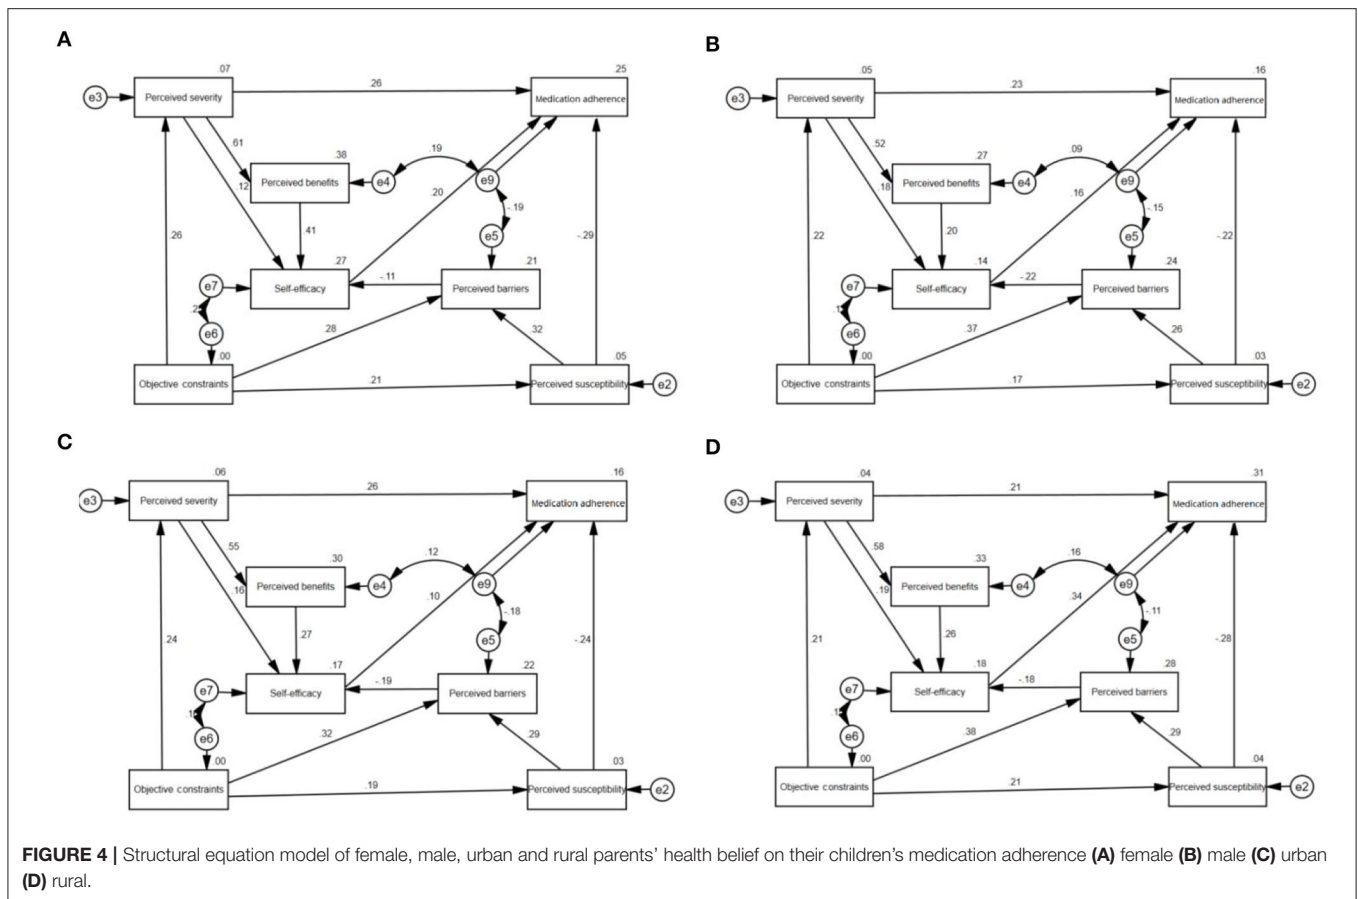 A
.07
.25
e3
Perceived severity
.26
Medication adherence
.61
.38
.19
.12
Perceived benefits
e4
e9
.20
-.19
.26
.41
e5
-.29
.27
.21
e7
Self-efficacy
-.11
Perceived barriers
e6
.28
.32
.00
.05
Objective constraints
.21
Perceived susceptibility
e2
B
.05
.16
e3
Perceived severity
.23
Medication adherence
.52
.27
.09
.18
Perceived benefits
e4
e9
.16
-.15
.22
.20
e5
-.22
.14
.24
e7
Self-efficacy
-.22
Perceived barriers
e6
.37
.26
.00
.03
Objective constraints
.17
Perceived susceptibility
e2
C
.06
.16
e3
Perceived severity
.26
Medication adherence
.55
.30
.12
.16
Perceived benefits
e4
e9
.10
-.18
.24
.27
e5
-.24
.17
.22
e7
Self-efficacy
-.19
Perceived barriers
e6
.32
.29
.00
.03
Objective constraints
.19
Perceived susceptibility
e2
D
.04
.31
e3
Perceived severity
.21
Medication adherence
.58
.33
.16
.19
Perceived benefits
e4
e9
.34
-.11
.21
.26
e5
-.28
.18
.28
e7
Self-efficacy
-.18
Perceived barriers
e6
.38
.29
.00
.04
Objective constraints
.21
Perceived susceptibility
e2
FIGURE 4 | Structural equation model of female, male, urban and rural parents' health belief on their children's medication adherence (A) female (B) male (C) urban
(D) rural.